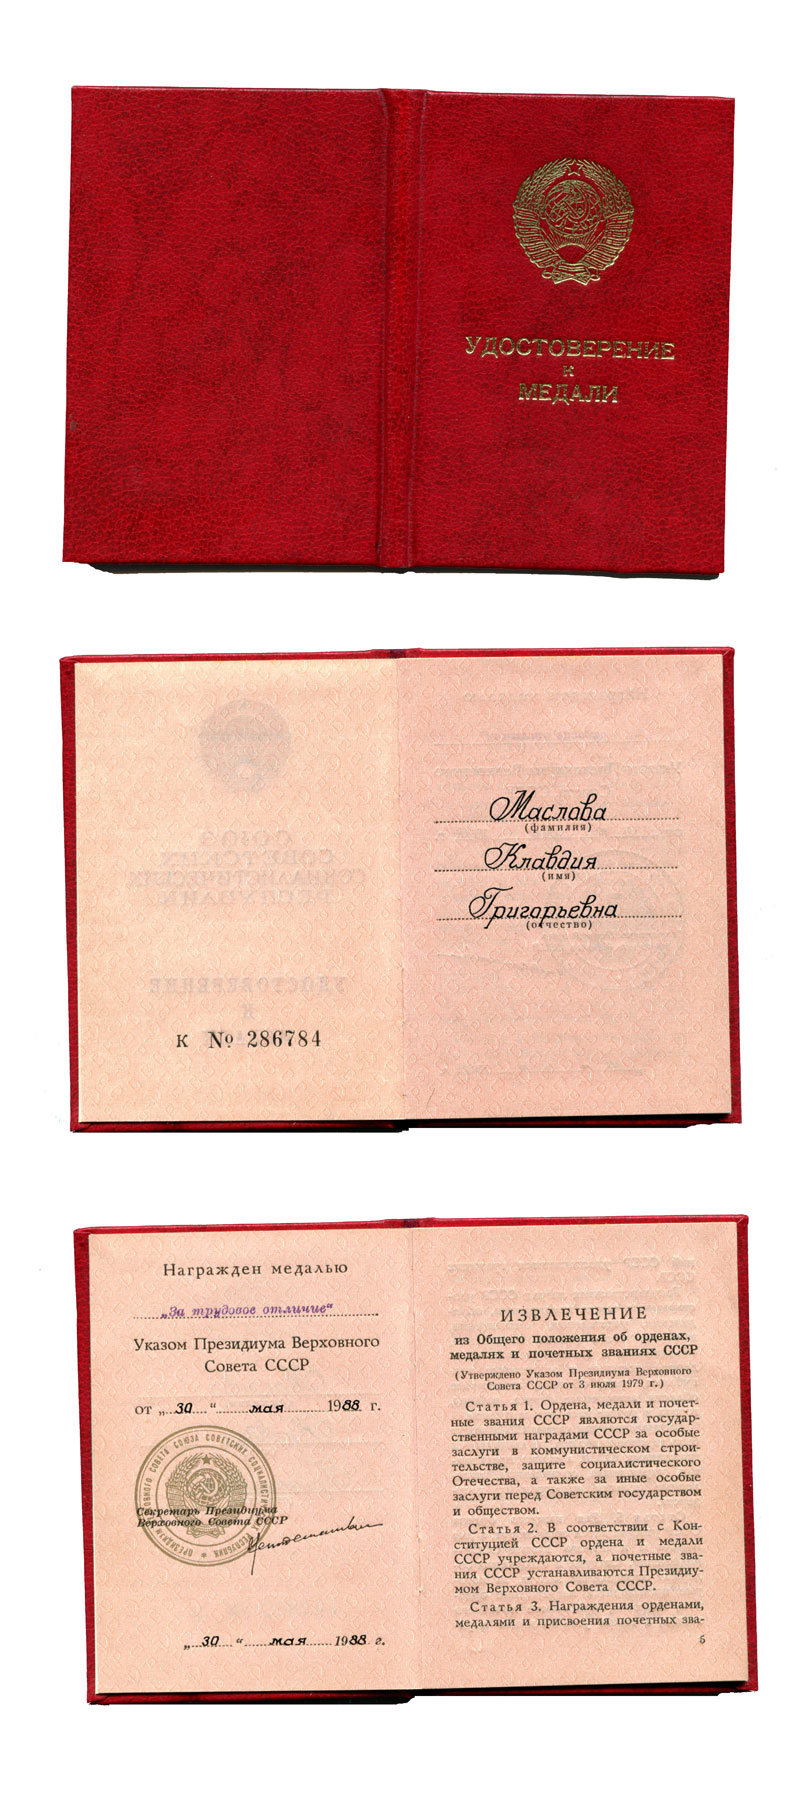 УДОСТОВЕРЕНИЕ
К
МЕДАЛИ
К № 286784
Маслова
(фамилия)
Клавдия
(имя)
Григорьевна
(отчество)
Награжден медалью
„За трудовое отличие“
Указом Президиума Верховного
Совета СССР
от „30“ мая 1988 г.
ПРЕЗИДИУМ ВЕРХОВНОГО СОВЕТА СОЮЗА СОВЕТСКИХ СОЦИАЛИСТИЧЕСКИХ РЕСПУБЛИК
Секретарь Президиума
Верховного Совета СССР
„30“ мая 1988 г.
ИЗВЛЕЧЕНИЕ
из Общего положения об орденах,
медалях и почетных званиях СССР
(Утверждено Указом Президиума Верховного
Совета СССР от 3 июля 1979 г.)
Статья 1. Ордена, медали и почет-
ные звания СССР являются государ-
ственными наградами СССР за особые
заслуги в коммунистическом строи-
тельстве, защите социалистического
Отечества, а также за иные особые
заслуги перед Советским государством
и обществом.
Статья 2. В соответствии с Кон-
ституцией СССР ордена и медали
СССР учреждаются, а почетные зва-
ния СССР устанавливаются Президиу-
мом Верховного Совета СССР.
Статья 3. Награждения орденами,
медалями и присвоения почетных зва-
5